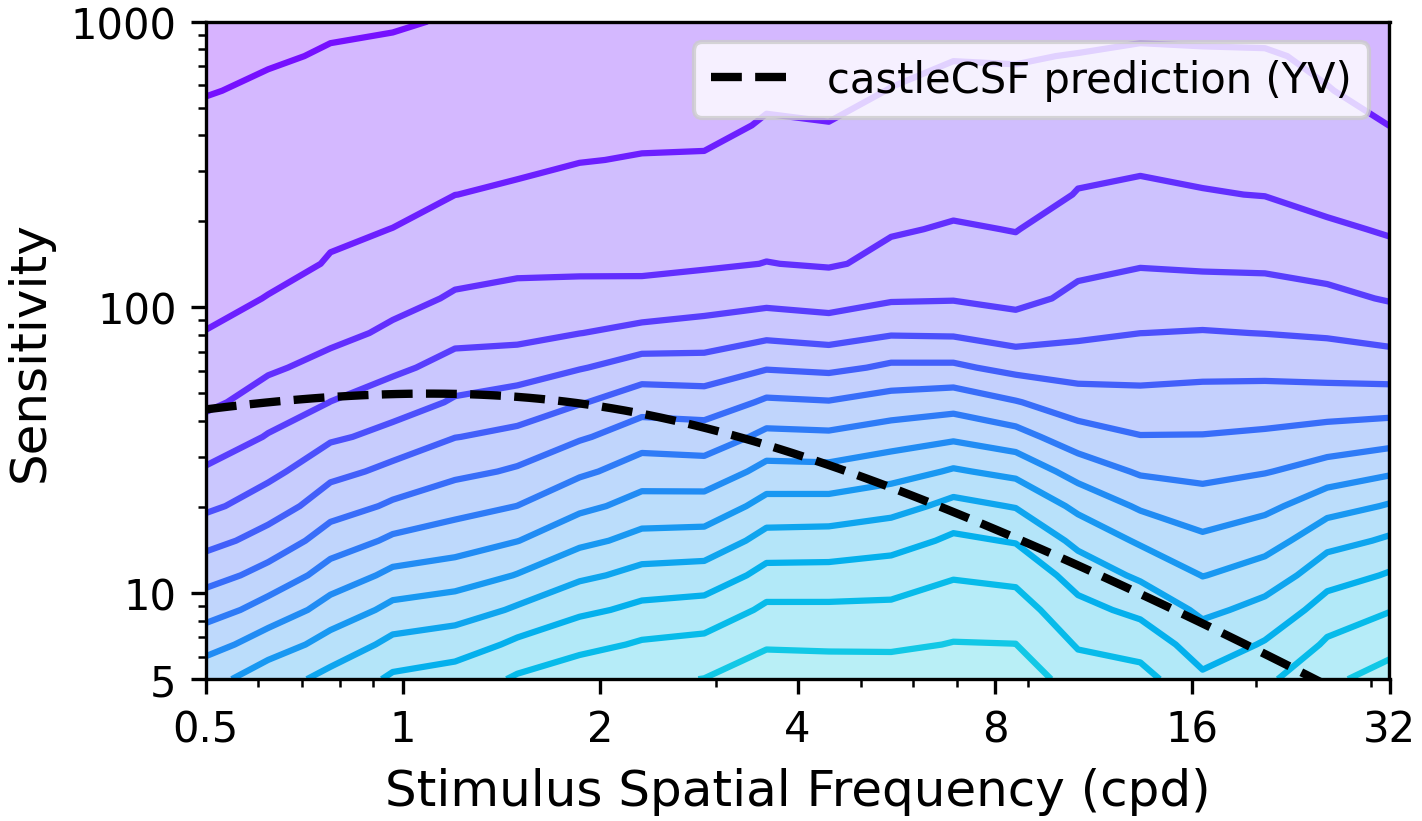 1000
100
10
5
Sensitivity
castleCSF prediction (YV)
0.5 1 2 4 8 16 32
Stimulus Spatial Frequency (cpd)